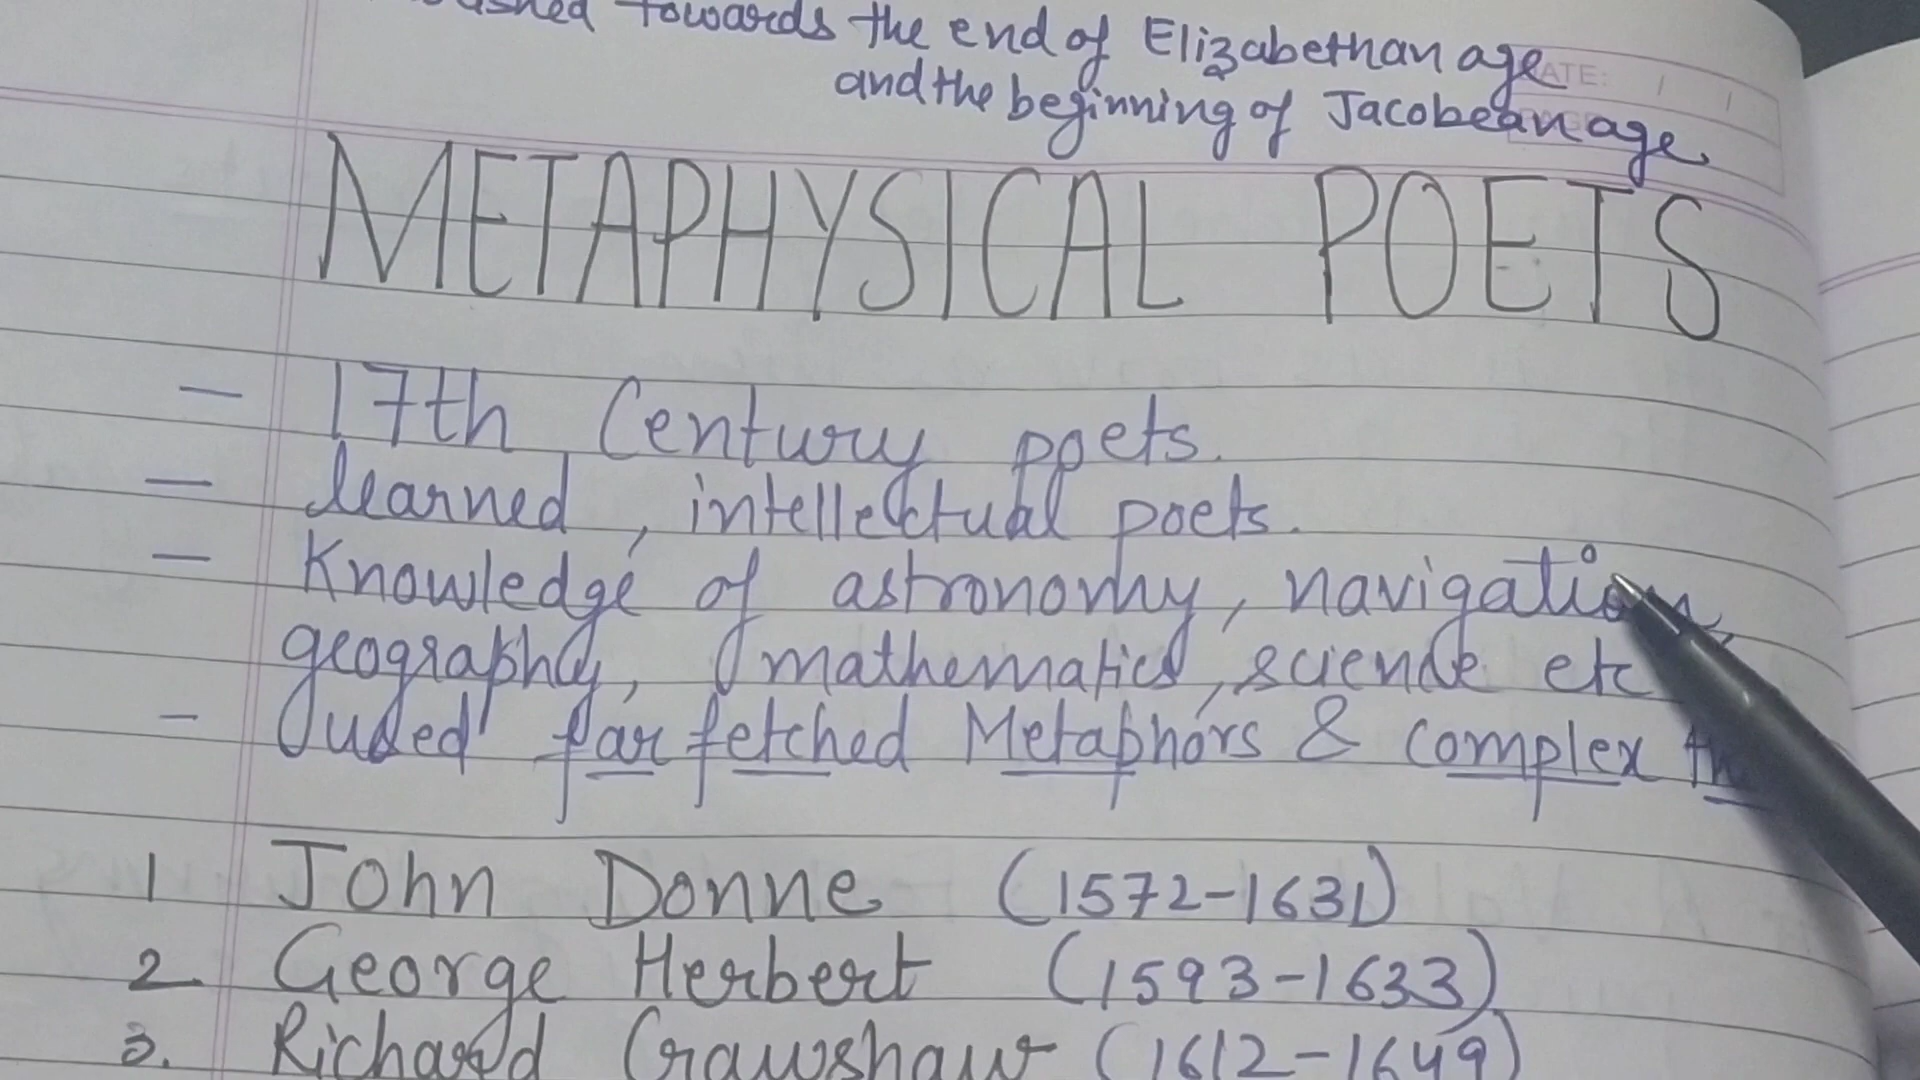 towards the end of Elizabethan age
and the beginning of Jacobean age.
DATE: / /
METAPHYSICAL POETS
— 17th Century poets.
— learned, intellectual poets.
— Knowledge of astronomy, navigation,
geography, mathematics, science etc
- used far fetched Metaphors & complex
1 John Donne (1572-1631)
2. George Herbert (1593-1633)
3. Richard Crawshaw (1612-1649)